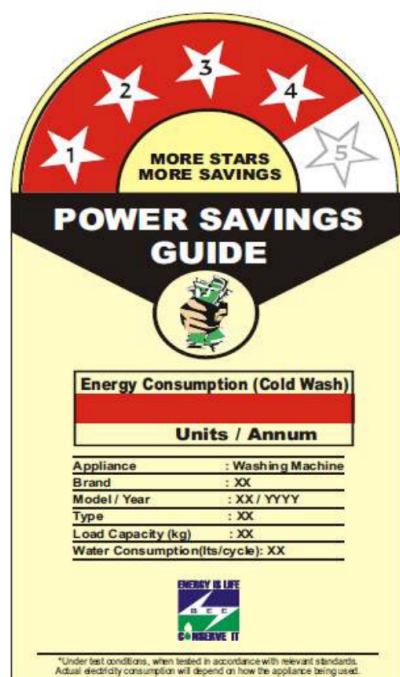 1
2
3
4
5
MORE STARS
MORE SAVINGS
POWER SAVINGS
GUIDE
Energy Consumption (Cold Wash)
Units / Annum
Appliance : Washing Machine
Brand : XX
Model / Year : XX / YYYY
Type : XX
Load Capacity (kg) : XX
Water Consumption(lts/cycle): XX
ENERGY IS LIFE
BEE
CONSERVE IT
*Under test conditions, when tested in accordance with relevant standards.
Actual electricity consumption will depend on how the appliance being used.